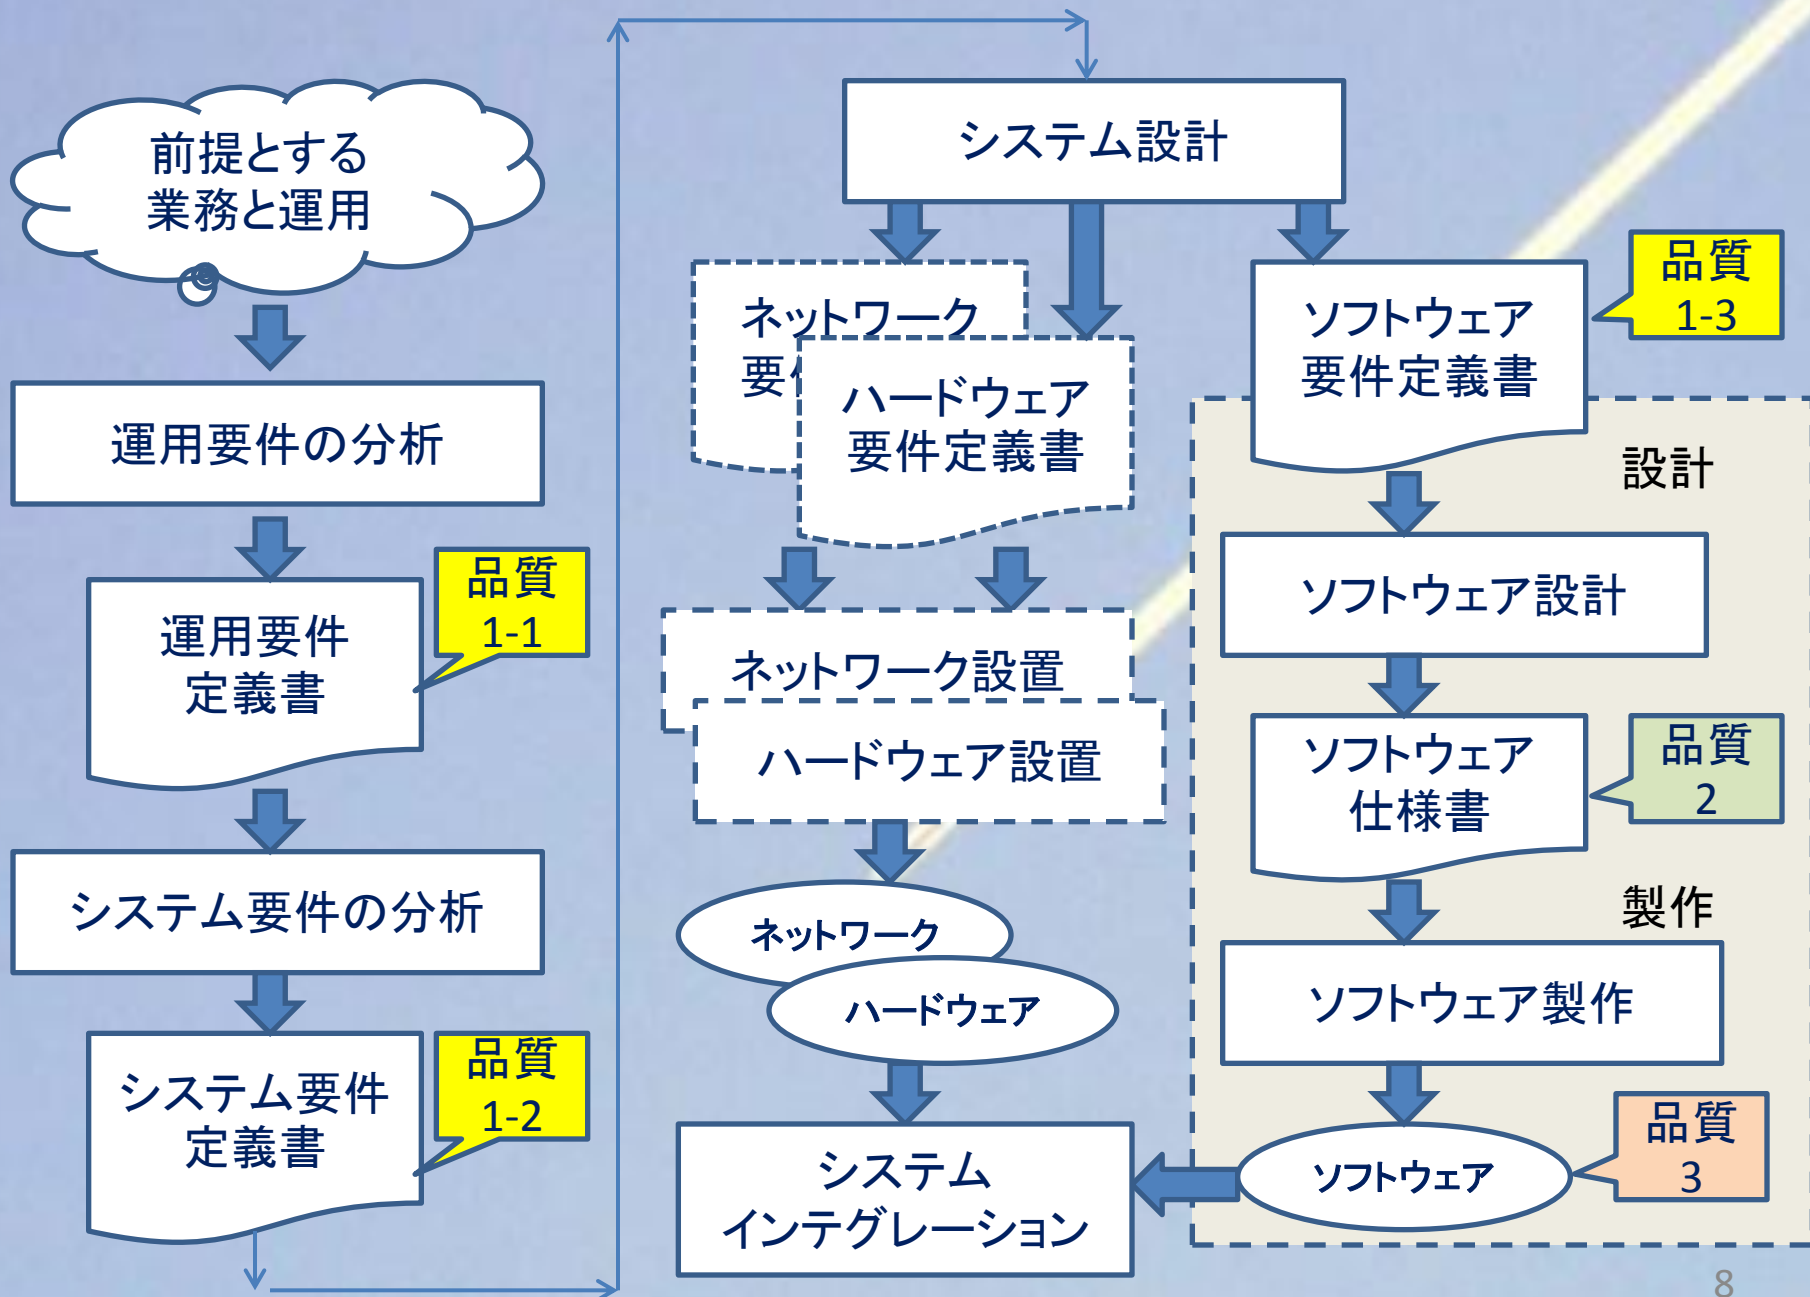 前提とする
業務と運用
運用要件の分析
運用要件
定義書
品質
1-1
システム要件の分析
システム要件
定義書
品質
1-2
システム設計
ネットワーク
要件
ハードウェア
要件定義書
ネットワーク設置
ハードウェア設置
ネットワーク
ハードウェア
システム
インテグレーション
ソフトウェア
要件定義書
品質
1-3
設計
ソフトウェア設計
ソフトウェア
仕様書
品質
2
製作
ソフトウェア製作
ソフトウェア
品質
3
8